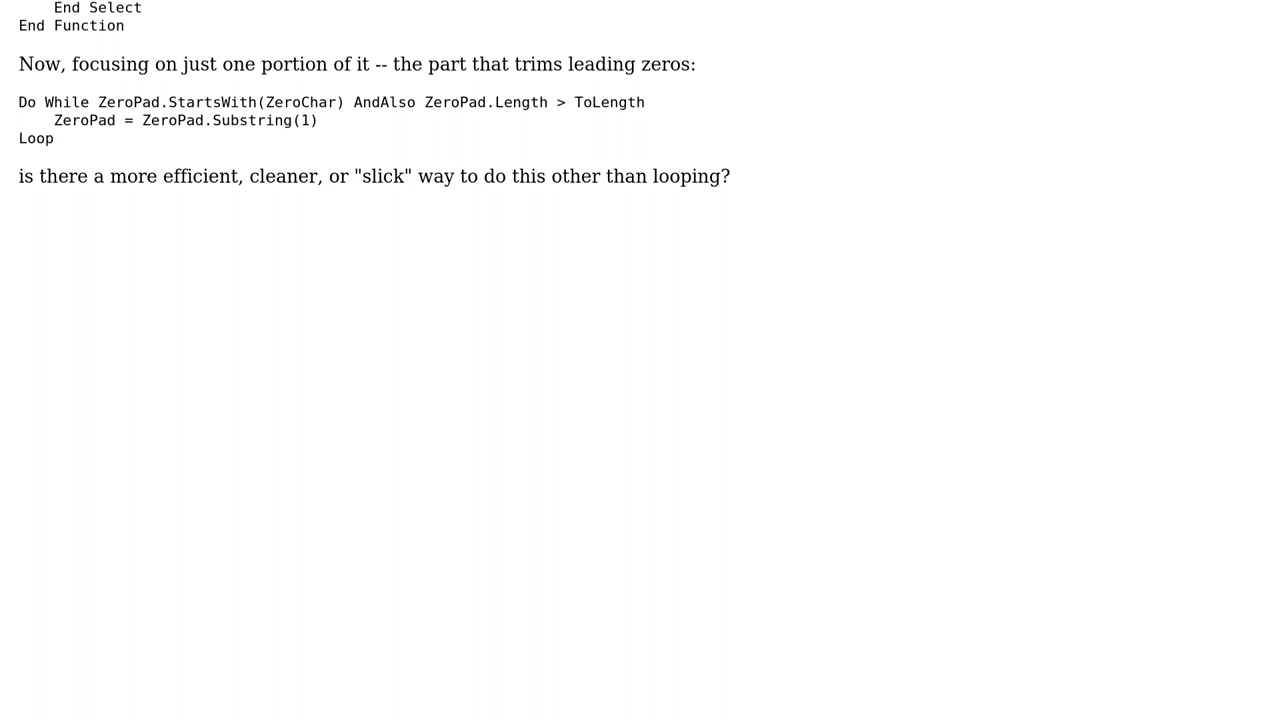 End Select
End Function
Now, focusing on just one portion of it -- the part that trims leading zeros:
Do While ZeroPad.StartsWith(ZeroChar) AndAlso ZeroPad.Length > ToLength
    ZeroPad = ZeroPad.Substring(1)
Loop
is there a more efficient, cleaner, or "slick" way to do this other than looping?